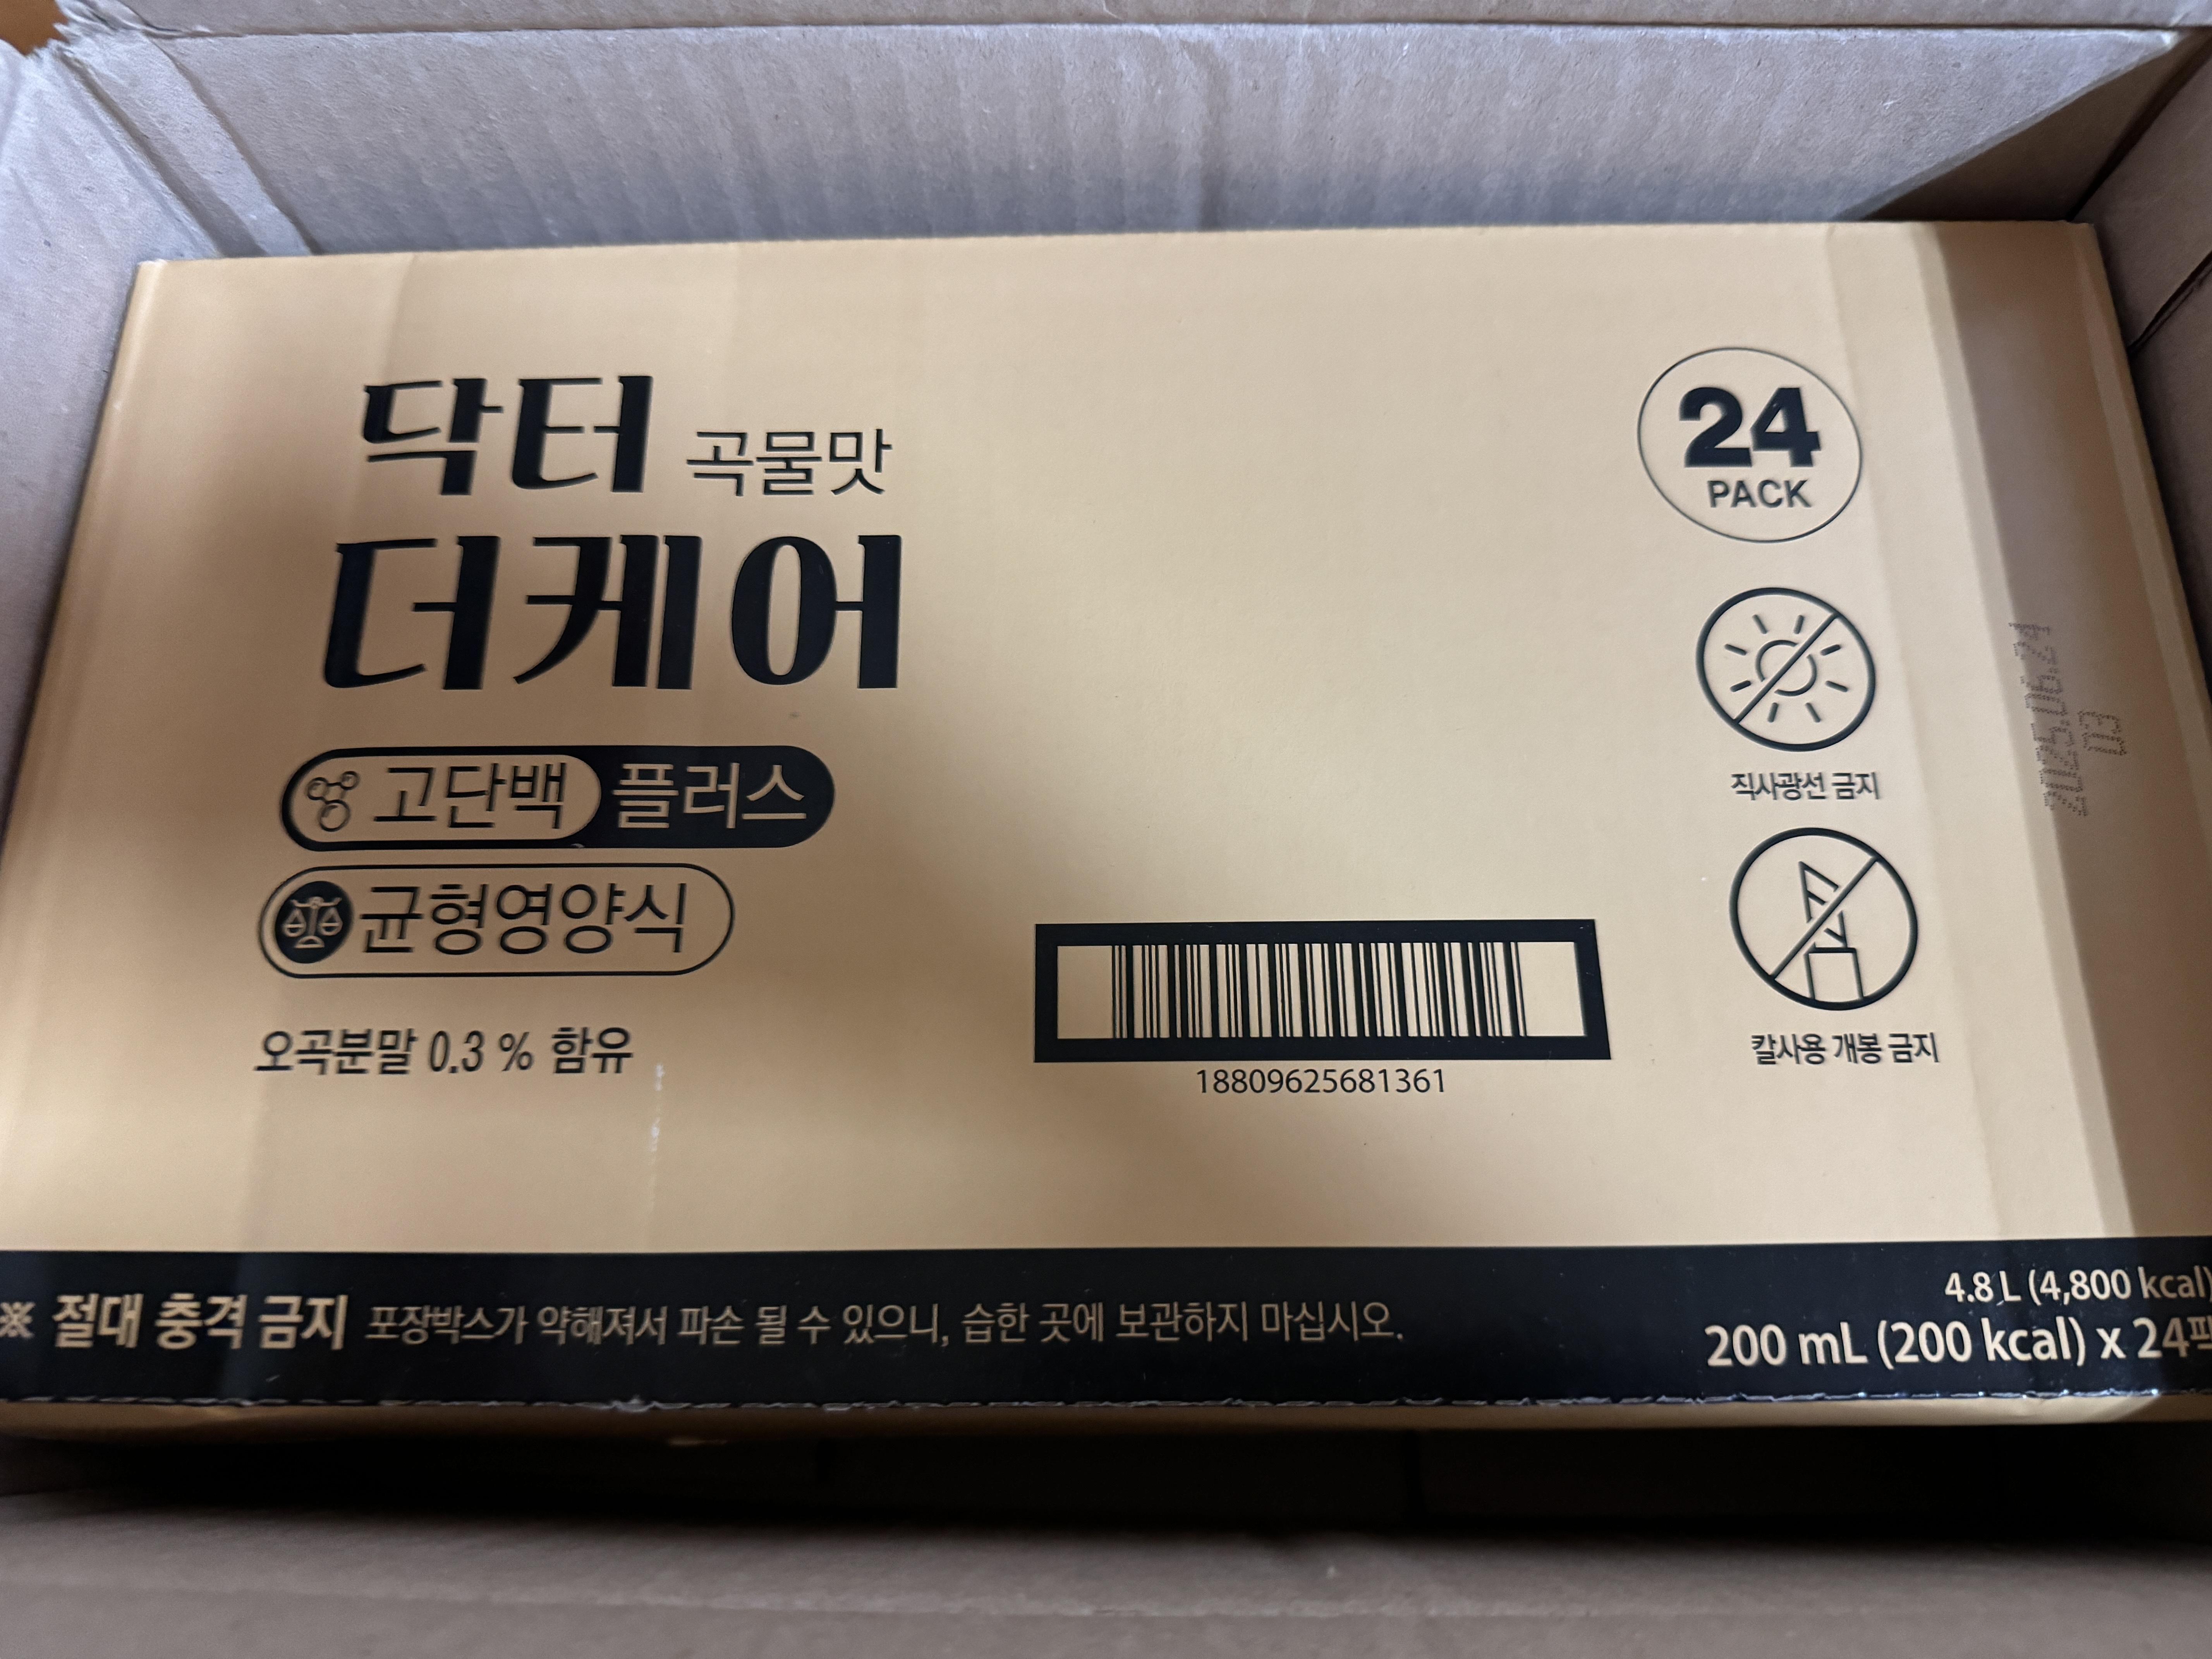 닥터 곡물맛
더케어
고단백 플러스
균형영양식
오곡분말 0.3 % 함유
18809625681361
24
PACK
직사광선 금지
칼사용 개봉 금지
※ 절대 충격 금지 포장박스가 약해져서 파손 될 수 있으니, 습한 곳에 보관하지 마십시오.
4.8 L (4,800 kcal)
200 mL (200 kcal) x 24팩